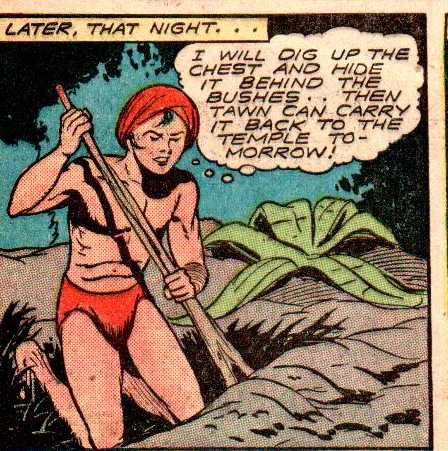 LATER, THAT NIGHT. . .
I WILL DIG UP THE
CHEST AND HIDE
IT BEHIND THE
BUSHES. . THEN
TAWN CAN CARRY
IT BACK TO THE
TEMPLE TO-
MORROW!